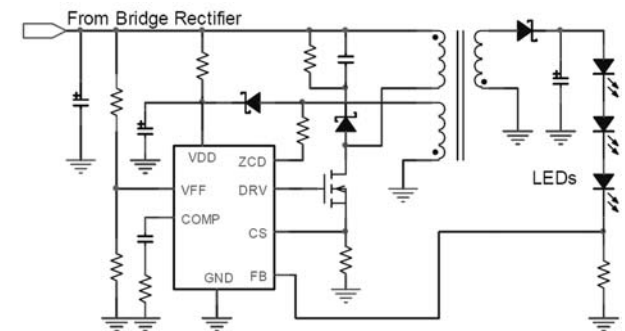 From Bridge Rectifier
VDD
ZCD
VFF
DRV
LEDs
COMP
CS
GND
FB